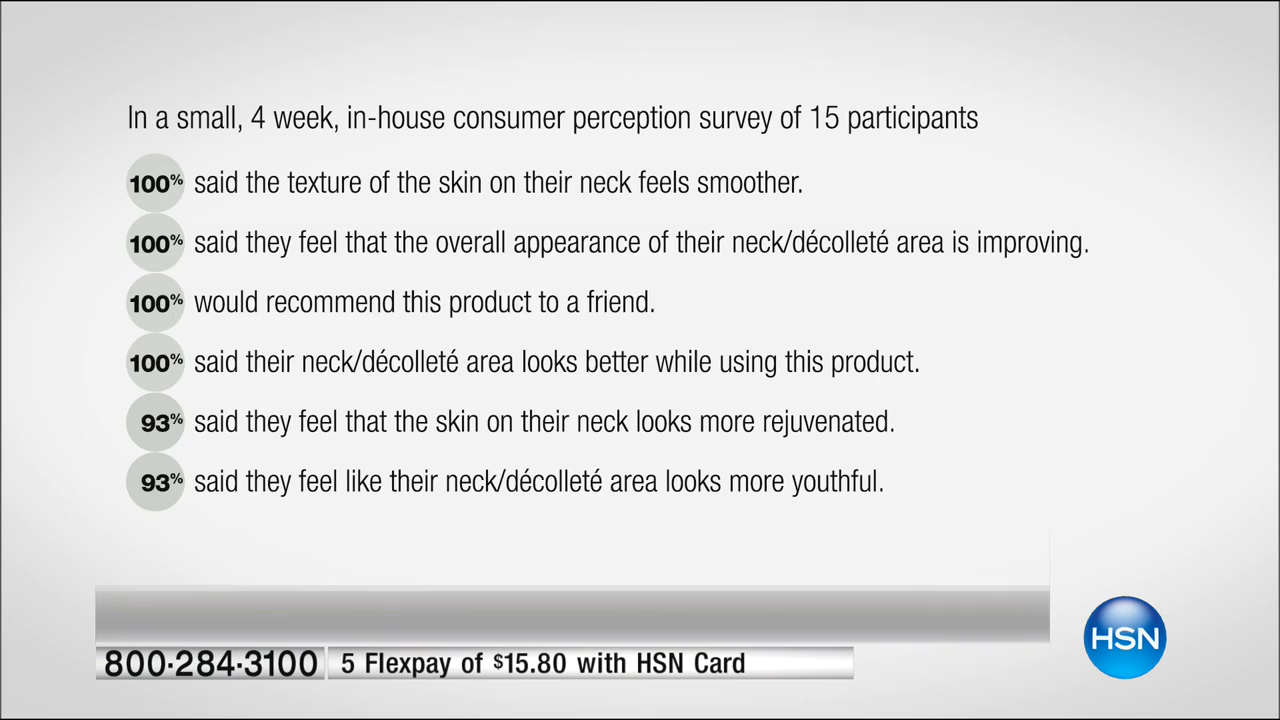 In a small, 4 week, in-house consumer perception survey of 15 participants
100% said the texture of the skin on their neck feels smoother.
100% said they feel that the overall appearance of their neck/décolleté area is improving.
100% would recommend this product to a friend.
100% said their neck/décolleté area looks better while using this product.
93% said they feel that the skin on their neck looks more rejuvenated.
93% said they feel like their neck/décolleté area looks more youthful.
HSN
800·284·3100 5 Flexpay of $15.80 with HSN Card